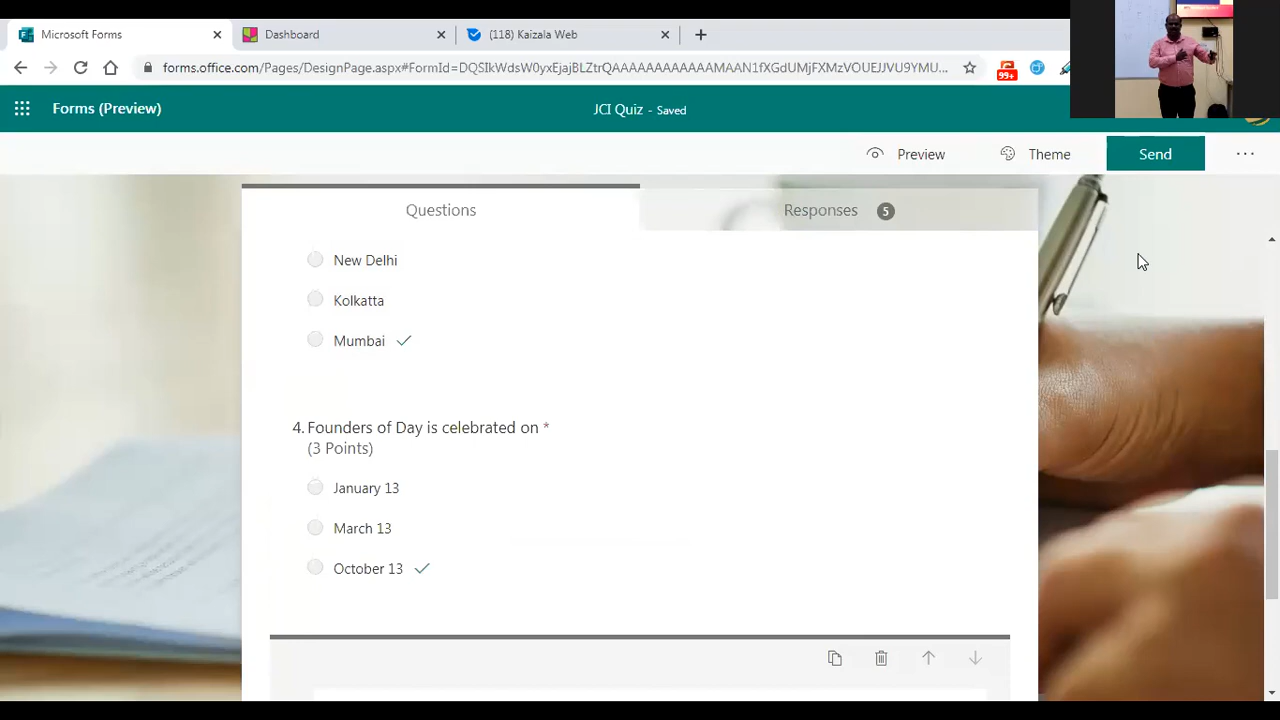 Microsoft Forms
Dashboard
(118) Kaizala Web
forms.office.com/Pages/DesignPage.aspx#FormId=DQSIkWdsW0yxEjajBLZtrQAAAAAAAAAAAAMAAN1fXGdUMjFXMzVOUEJJVU9YMU...
99+
Forms (Preview)
JCI Quiz - Saved
Preview
Theme
Send
...
Questions
Responses 5
New Delhi
Kolkatta
Mumbai
4. Founders of Day is celebrated on *
(3 Points)
January 13
March 13
October 13